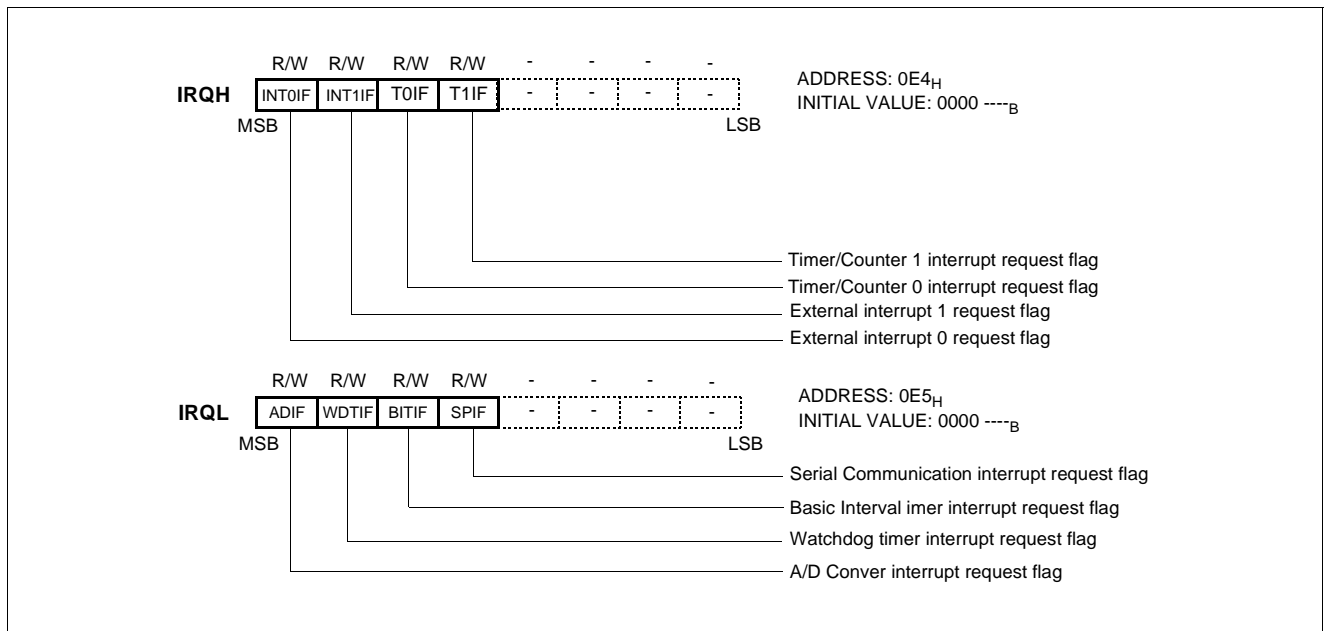 R/W R/W R/W R/W - - - -
IRQH INT0IF INT1IF T0IF T1IF - - - -
MSB LSB
ADDRESS: 0E4H
INITIAL VALUE: 0000 ----B
Timer/Counter 1 interrupt request flag
Timer/Counter 0 interrupt request flag
External interrupt 1 request flag
External interrupt 0 request flag
R/W R/W R/W R/W - - - -
IRQL ADIF WDTIF BITIF SPIF - - - -
MSB LSB
ADDRESS: 0E5H
INITIAL VALUE: 0000 ----B
Serial Communication interrupt request flag
Basic Interval imer interrupt request flag
Watchdog timer interrupt request flag
A/D Conver interrupt request flag